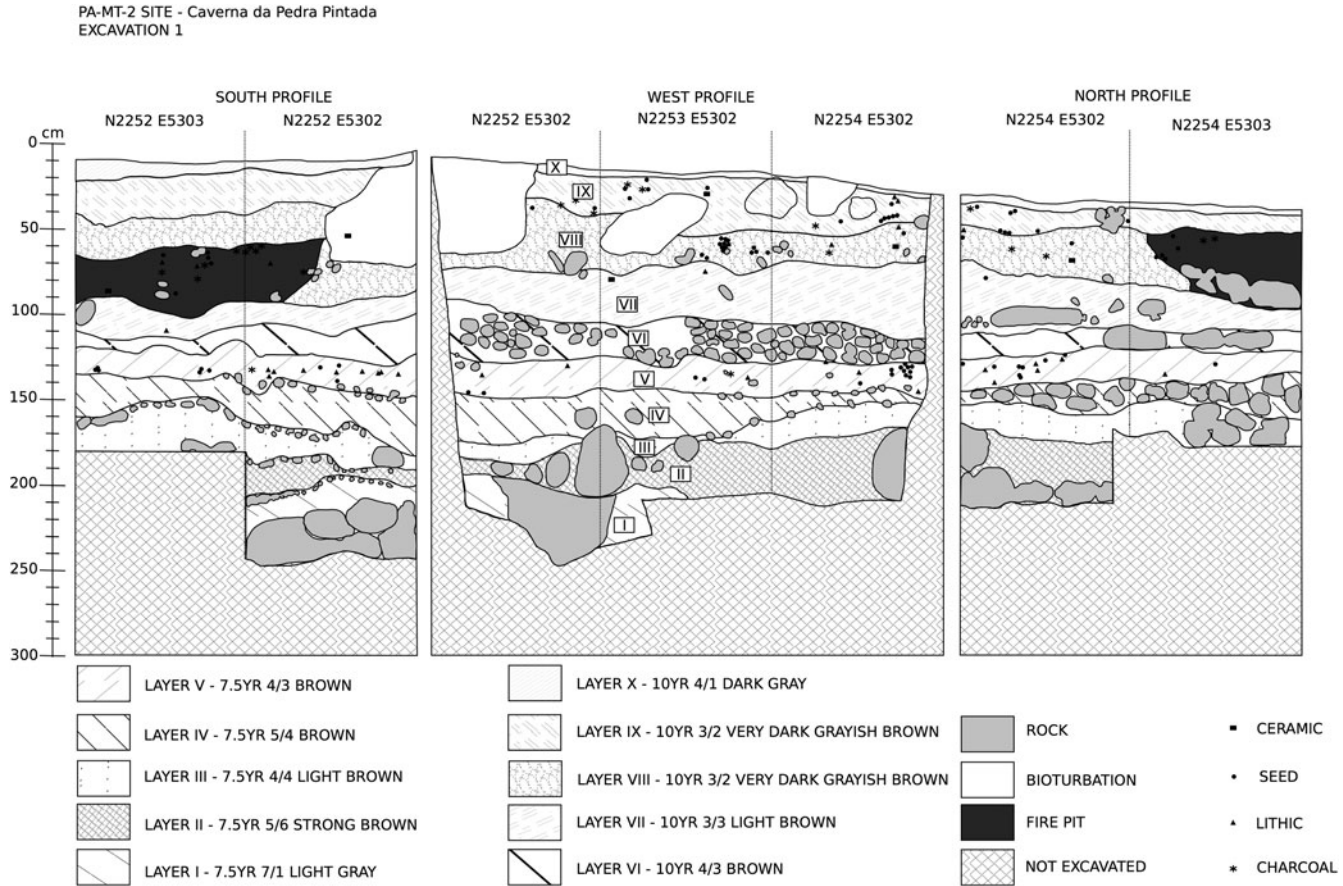 PA-MT-2 SITE - Caverna da Pedra Pintada
EXCAVATION 1
SOUTH PROFILE
N2252 E5303
N2252 E5302
WEST PROFILE
N2252 E5302
N2253 E5302
N2254 E5302
NORTH PROFILE
N2254 E5302
N2254 E5303
cm
0
50
100
150
200
250
300
X
IX
VIII
VII
VI
V
IV
III
II
I
LAYER V - 7.5YR 4/3 BROWN
LAYER IV - 7.5YR 5/4 BROWN
LAYER III - 7.5YR 4/4 LIGHT BROWN
LAYER II - 7.5YR 5/6 STRONG BROWN
LAYER I - 7.5YR 7/1 LIGHT GRAY
LAYER X - 10YR 4/1 DARK GRAY
LAYER IX - 10YR 3/2 VERY DARK GRAYISH BROWN
LAYER VIII - 10YR 3/2 VERY DARK GRAYISH BROWN
LAYER VII - 10YR 3/3 LIGHT BROWN
LAYER VI - 10YR 4/3 BROWN
ROCK
BIOTURBATION
FIRE PIT
NOT EXCAVATED
CERAMIC
SEED
LITHIC
CHARCOAL